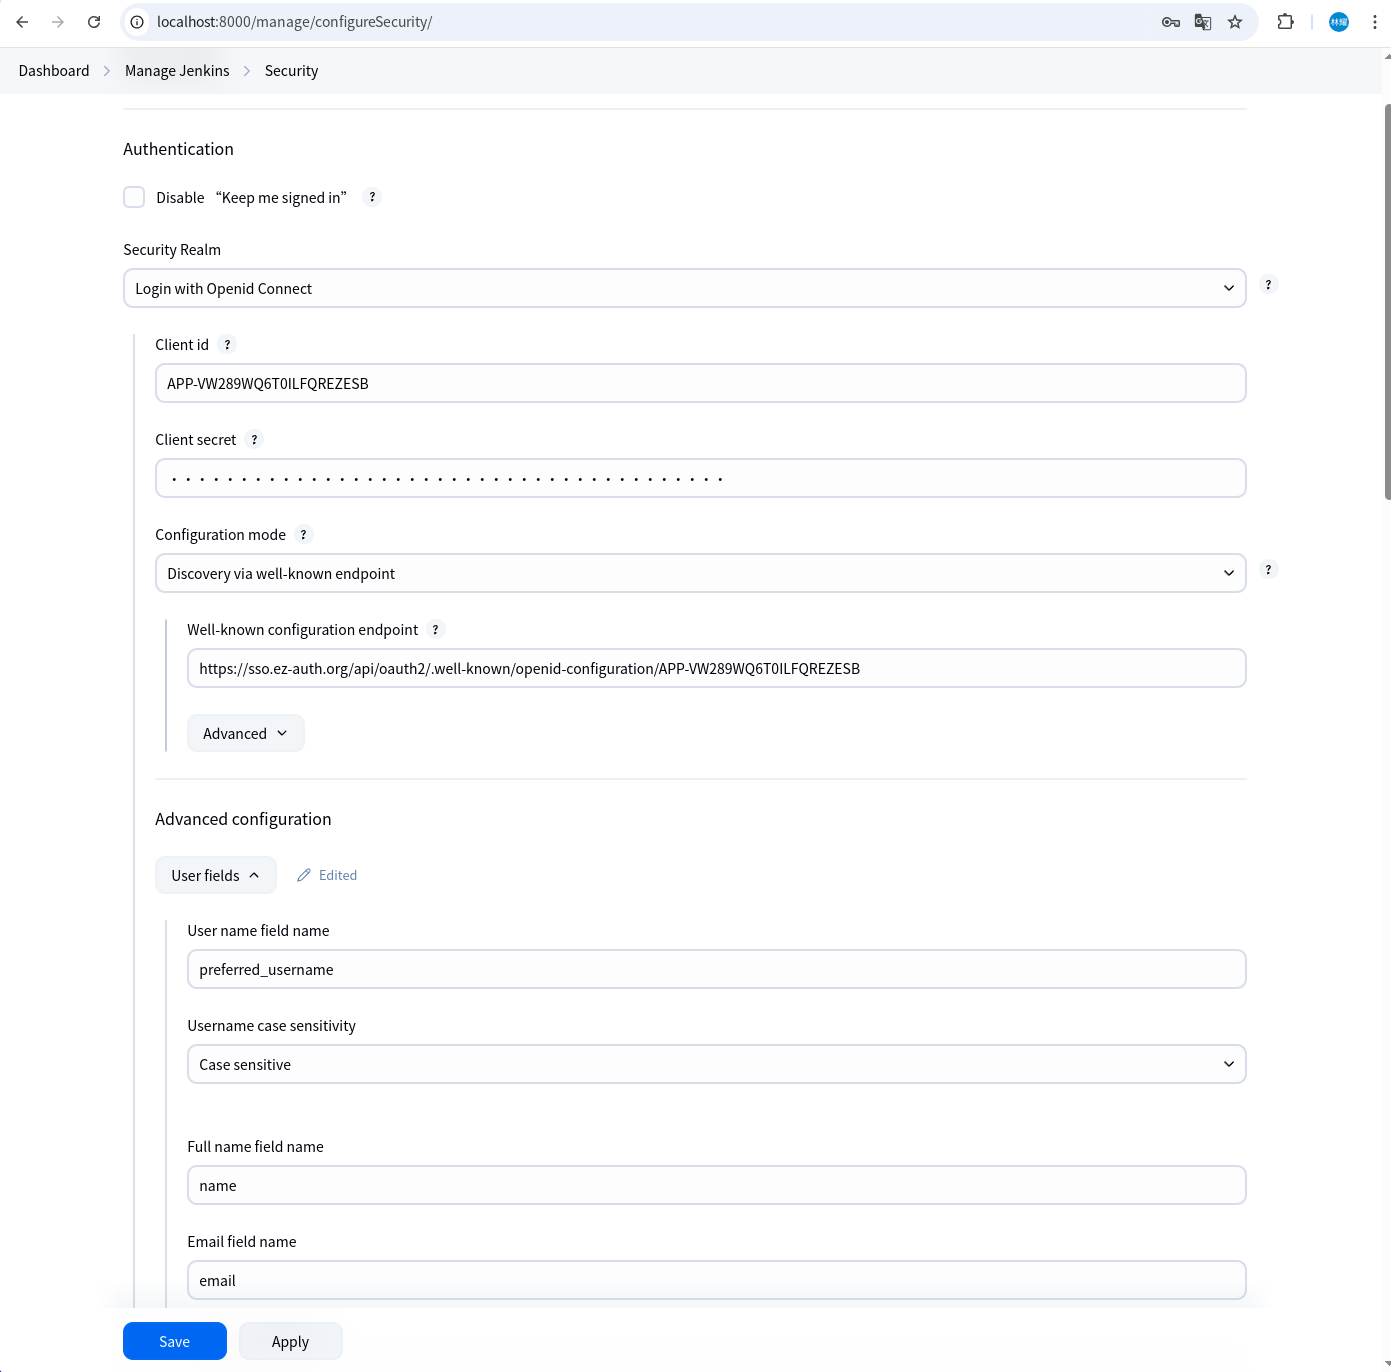 localhost:8000/manage/configureSecurity/
林耀
Dashboard > Manage Jenkins > Security
Authentication
Disable “Keep me signed in” ?
Security Realm
Login with Openid Connect ?
Client id ?
APP-VW289WQ6T0ILFQREZESB
Client secret ?
Configuration mode ?
Discovery via well-known endpoint ?
Well-known configuration endpoint ?
https://sso.ez-auth.org/api/oauth2/.well-known/openid-configuration/APP-VW289WQ6T0ILFQREZESB
Advanced
Advanced configuration
User fields Edited
User name field name
preferred_username
Username case sensitivity
Case sensitive
Full name field name
name
Email field name
email
Save Apply